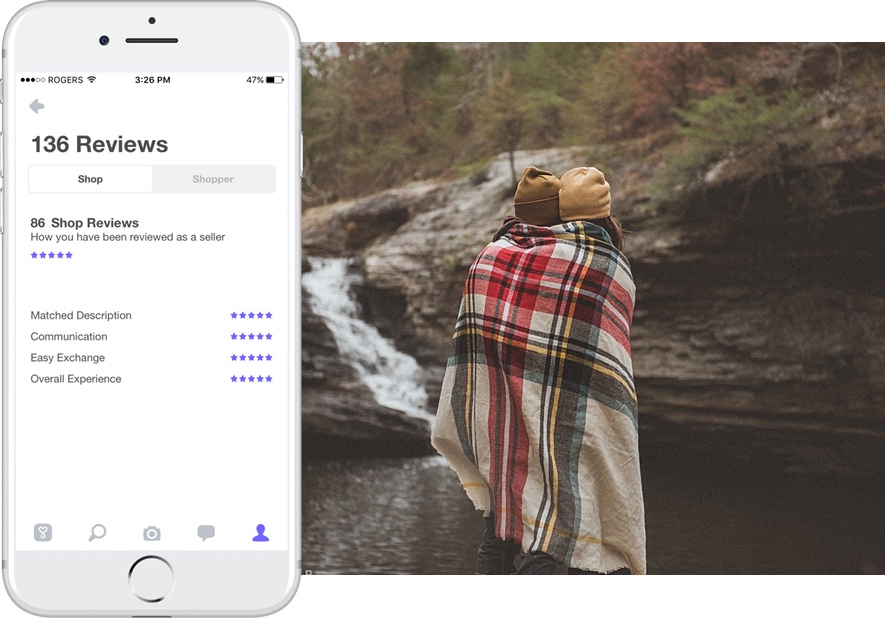 ROGERS 3:26 PM 47%
136 Reviews
Shop Shopper
86 Shop Reviews
How you have been reviewed as a seller
Matched Description
Communication
Easy Exchange
Overall Experience